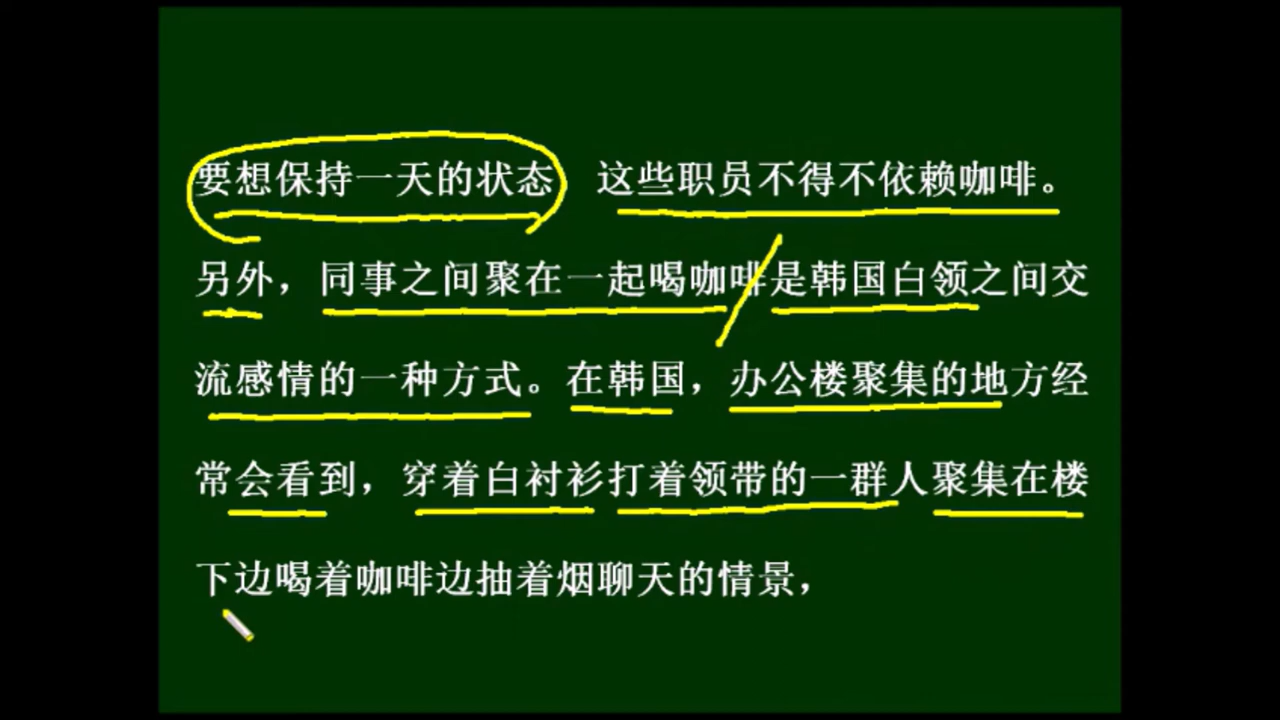 要想保持一天的状态 这些职员不得不依赖咖啡。
另外，同事之间聚在一起喝咖啡是韩国白领之间交
流感情的一种方式。在韩国，办公楼聚集的地方经
常会看到，穿着白衬衫打着领带的一群人聚集在楼
下边喝着咖啡边抽着烟聊天的情景，